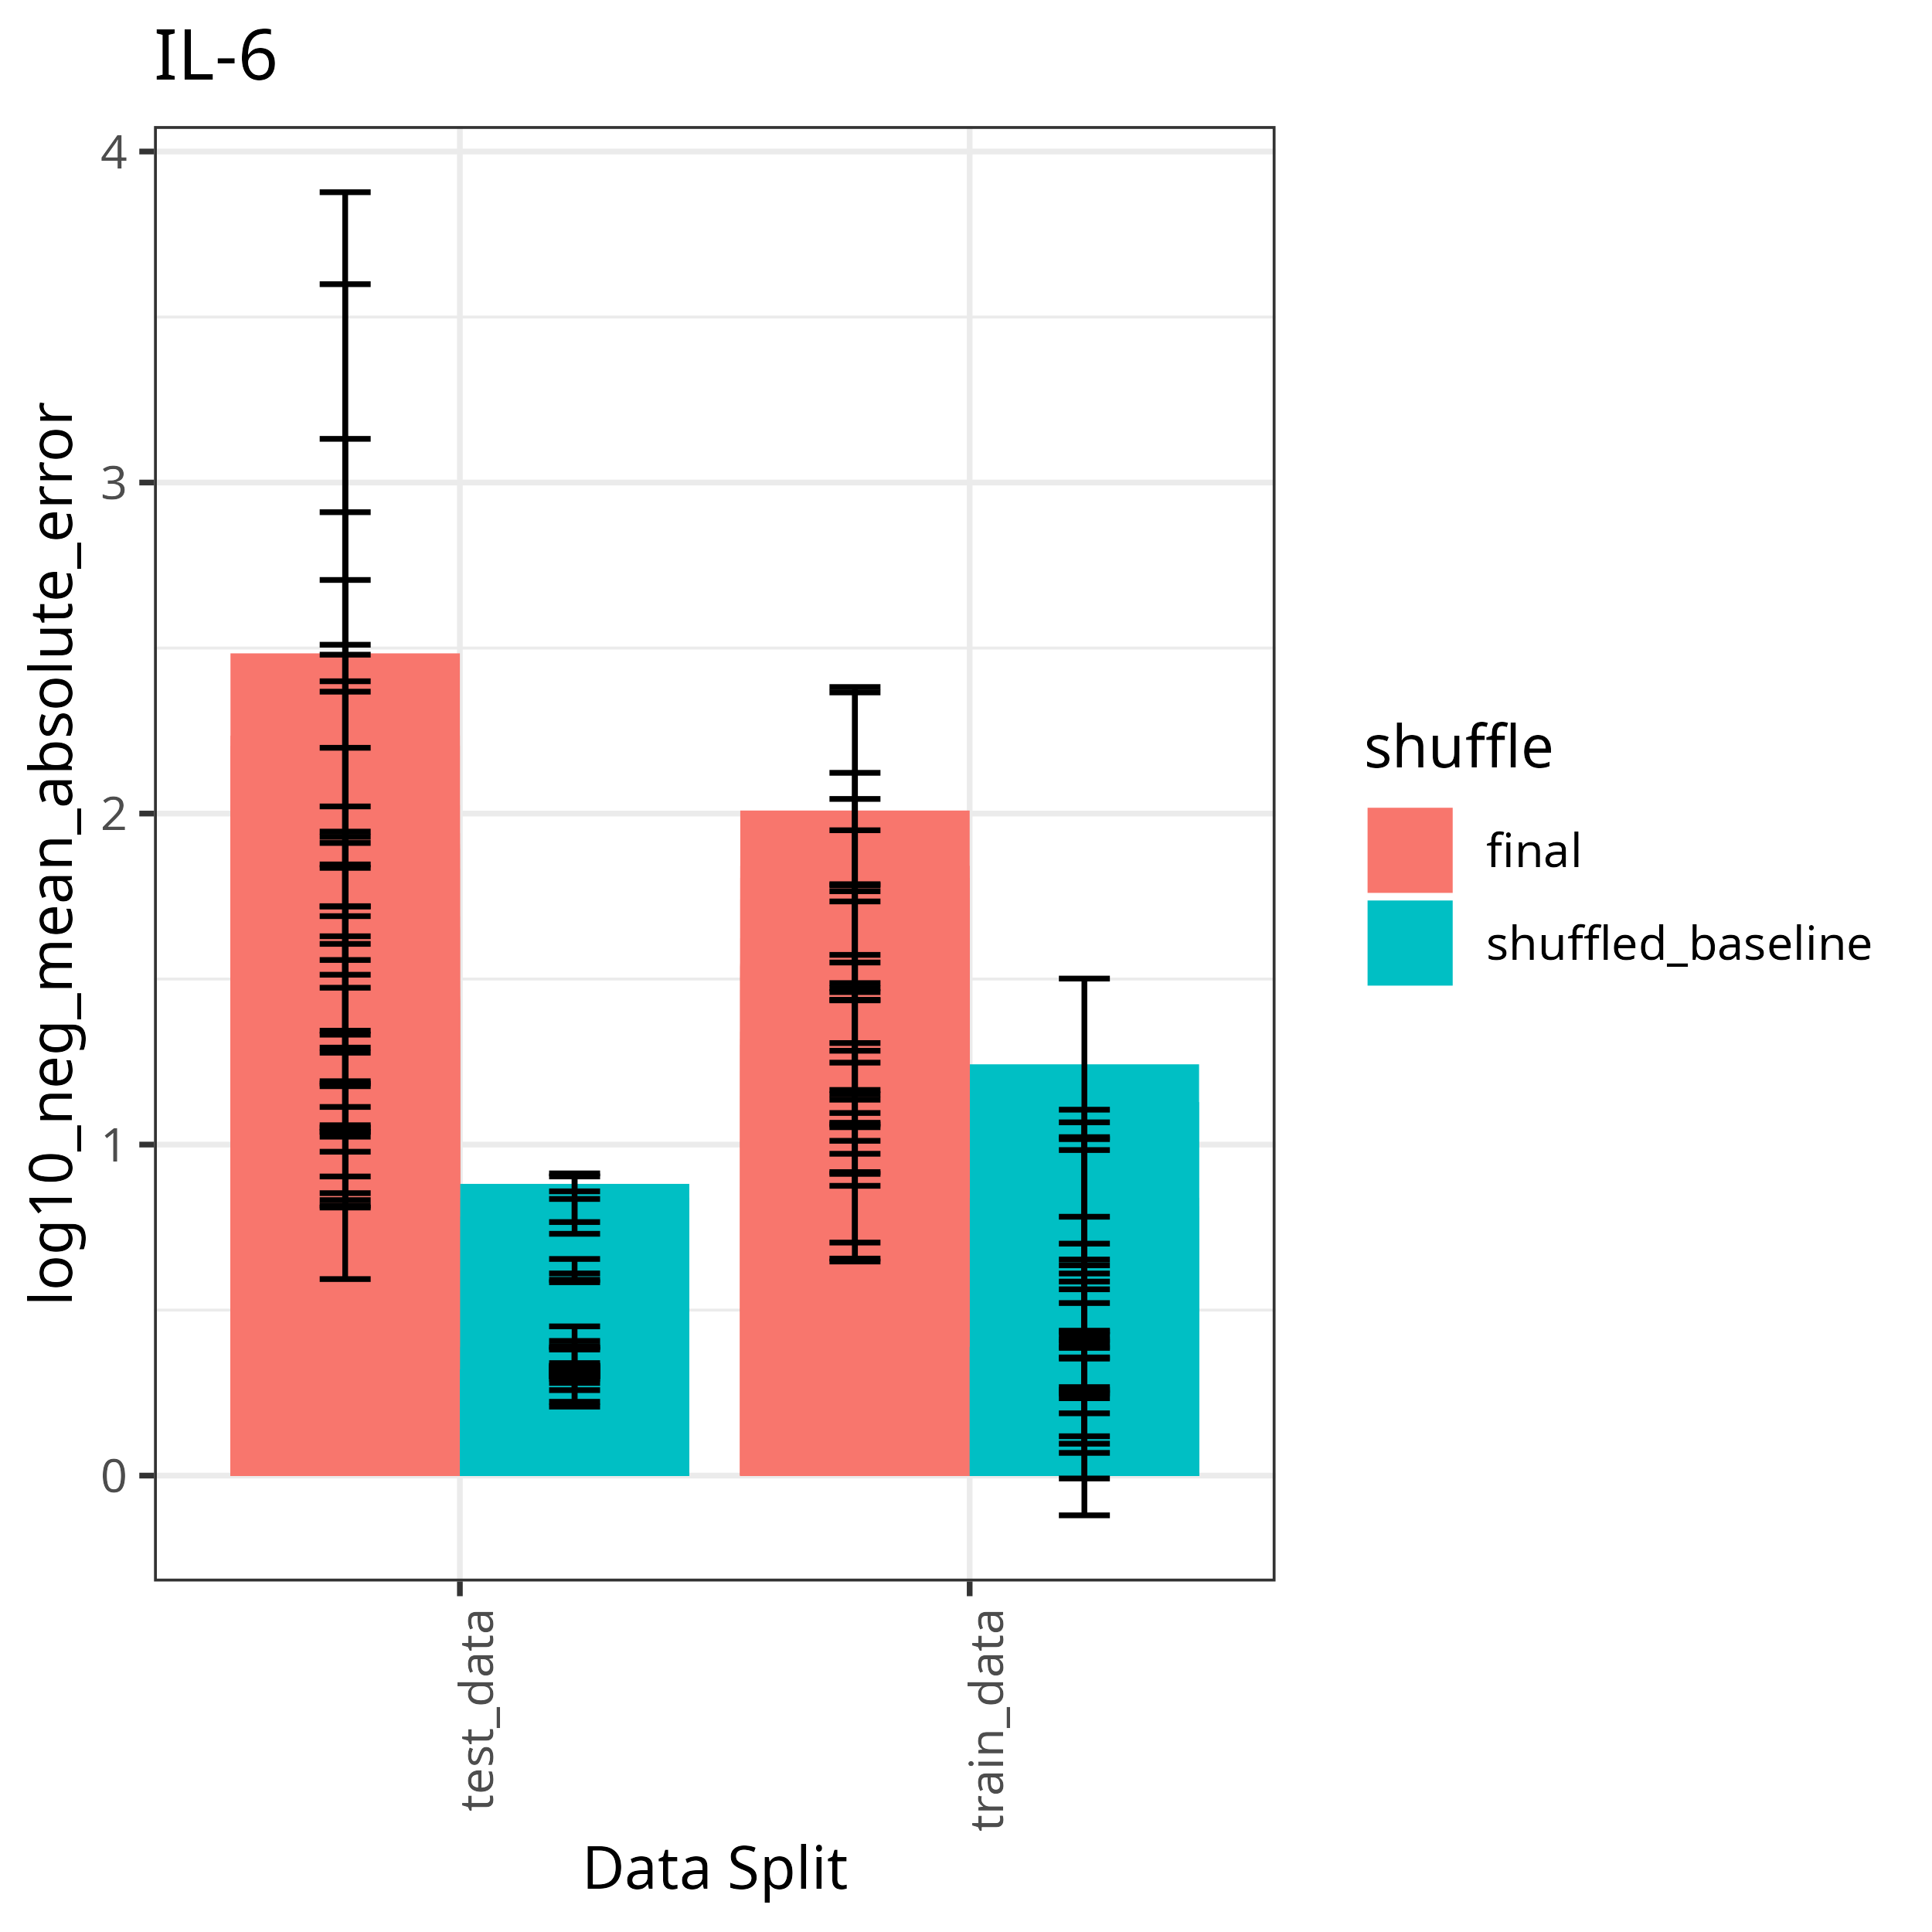 IL-6
log10_neg_mean_absolute_error
4
3
2
1
0
test_data
train_data
Data Split
shuffle
final
shuffled_baseline